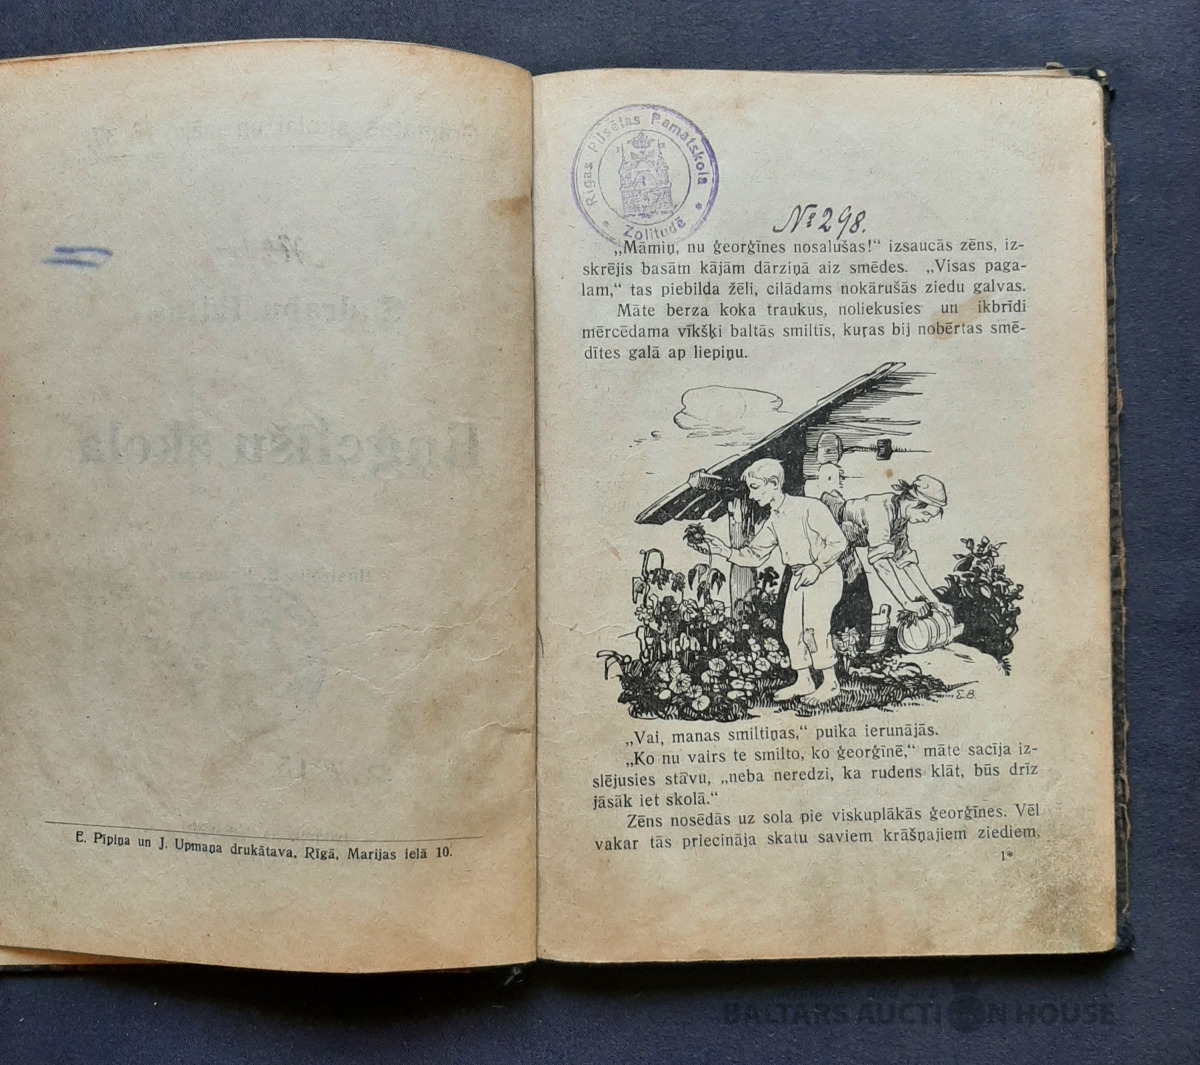 E. Pīpiņa un J. Upmaņa drukātava, Rīgā, Marijas ielā 10.
Rīgas Pilsētas Pamātskola
* Zolitudē *
№ 298.
„Māmiņ, nu ģeorģīnes nosalušas!“ izsaucās zēns, iz-
skrējis basām kājām dārziņā aiz smēdes. „Visas paga-
lam,“ tas piebilda žēli, cilādams nokārušās ziedu galvas.
Māte berza koka traukus, noliekusies un ikbrīdi
mērcēdama vīkšķi baltās smiltīs, kuŗas bij nobērtas smē-
dītes galā ap liepiņu.
E.B.
„Vai, manas smiltiņas,“ puika ierunājās.
„Ko nu vairs te smilto, ko ģeorģīnē,“ māte sacīja iz-
slējusies stāvu, „neba neredzi, ka rudens klāt, būs drīz
jāsāk iet skolā.“
Zēns nosēdās uz sola pie viskuplākās ģeorģīnes. Vēl
vakar tās priecināja skatu saviem krāšņajiem ziediem,
1*
BALTARS AUCTION HOUSE